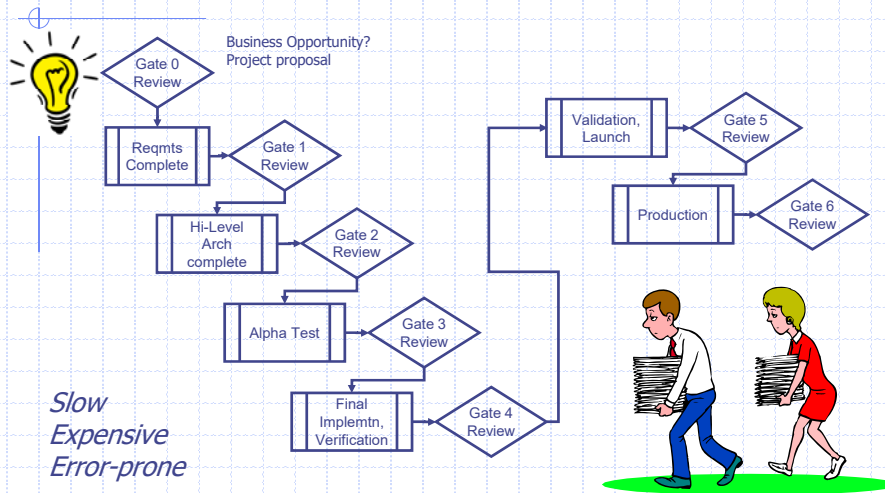 Business Opportunity?
Project proposal
Gate 0
Review
Reqmts
Complete
Gate 1
Review
Hi-Level
Arch
complete
Gate 2
Review
Alpha Test
Gate 3
Review
Final
Implemtn,
Verification
Gate 4
Review
Validation,
Launch
Gate 5
Review
Production
Gate 6
Review
Slow
Expensive
Error-prone